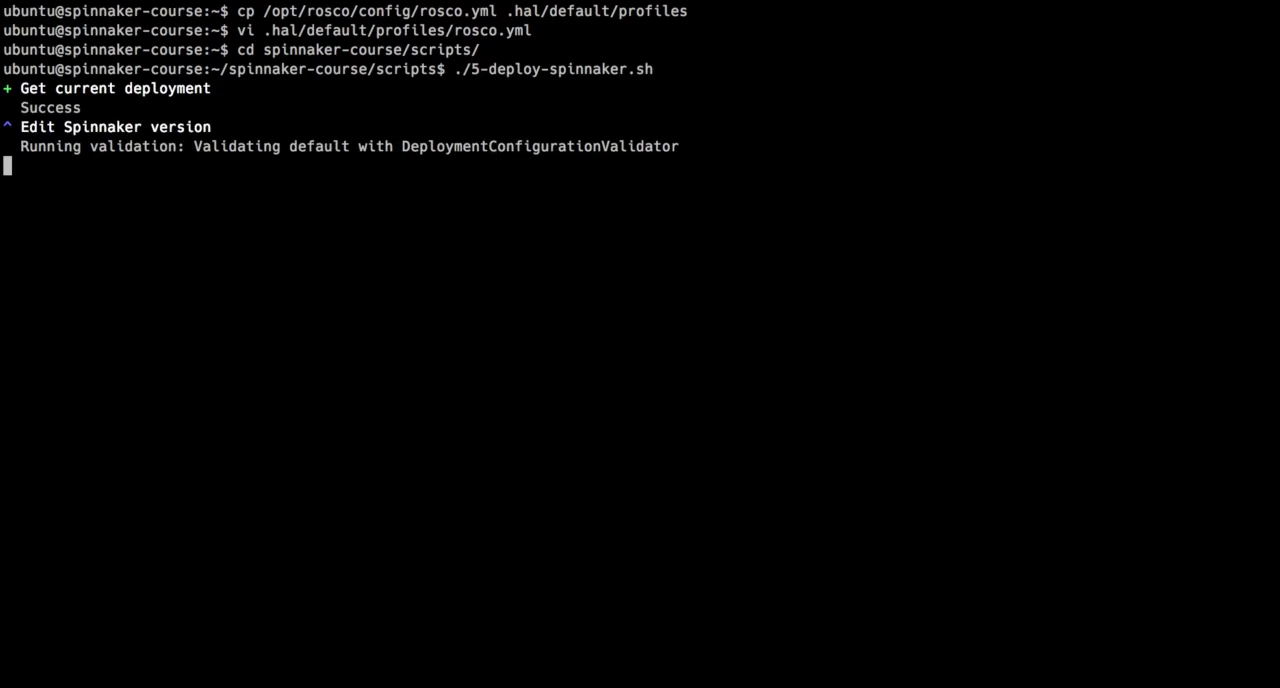 ubuntu@spinnaker-course:~$ cp /opt/rosco/config/rosco.yml .hal/default/profiles
ubuntu@spinnaker-course:~$ vi .hal/default/profiles/rosco.yml
ubuntu@spinnaker-course:~$ cd spinnaker-course/scripts/
ubuntu@spinnaker-course:~/spinnaker-course/scripts$ ./5-deploy-spinnaker.sh
+ Get current deployment
  Success
^ Edit Spinnaker version
  Running validation: Validating default with DeploymentConfigurationValidator